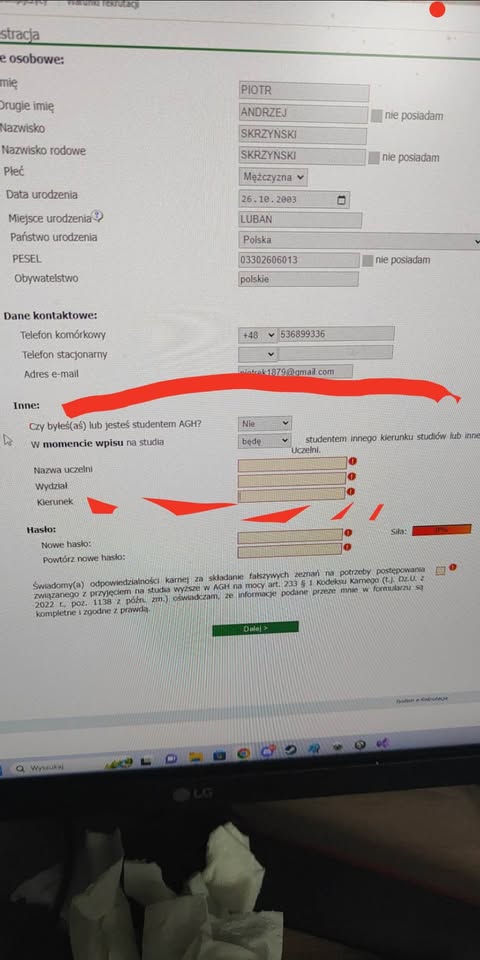 Warunki rekrutacji
stracja
e osobowe:
mię PIOTR
Drugie imię ANDRZEJ nie posiadam
Nazwisko SKRZYŃSKI
Nazwisko rodowe SKRZYŃSKI nie posiadam
Płeć Mężczyzna
Data urodzenia 26.10.2003
Miejsce urodzenia LUBAN
Państwo urodzenia Polska
PESEL 03302606013 nie posiadam
Obywatelstwo polskie
Dane kontaktowe:
Telefon komórkowy +48 536899336
Telefon stacjonarny
Adres e-mail piotrek1879@gmail.com
Inne:
Czy byłeś(aś) lub jesteś studentem AGH? Nie
W momencie wpisu na studia będę studentem innego kierunku studiów lub inne
Uczelni.
Nazwa uczelni
Wydział
Kierunek
Hasło:
Nowe hasło: Siła: 0%
Powtórz nowe hasło:
Świadomy(a) odpowiedzialności karnej za składanie fałszywych zeznań na potrzeby postępowania
związanego z przyjęciem na studia wyższe w AGH na mocy art. 233 § 1 Kodeksu Karnego (t.j. Dz.U. z
2022 r., poz. 1138 z późn. zm.) oświadczam, że informacje podane przeze mnie w formularzu są
kompletne i zgodne z prawdą.
Dalej >
System e-Rekrutacja
Wyszukaj
LG